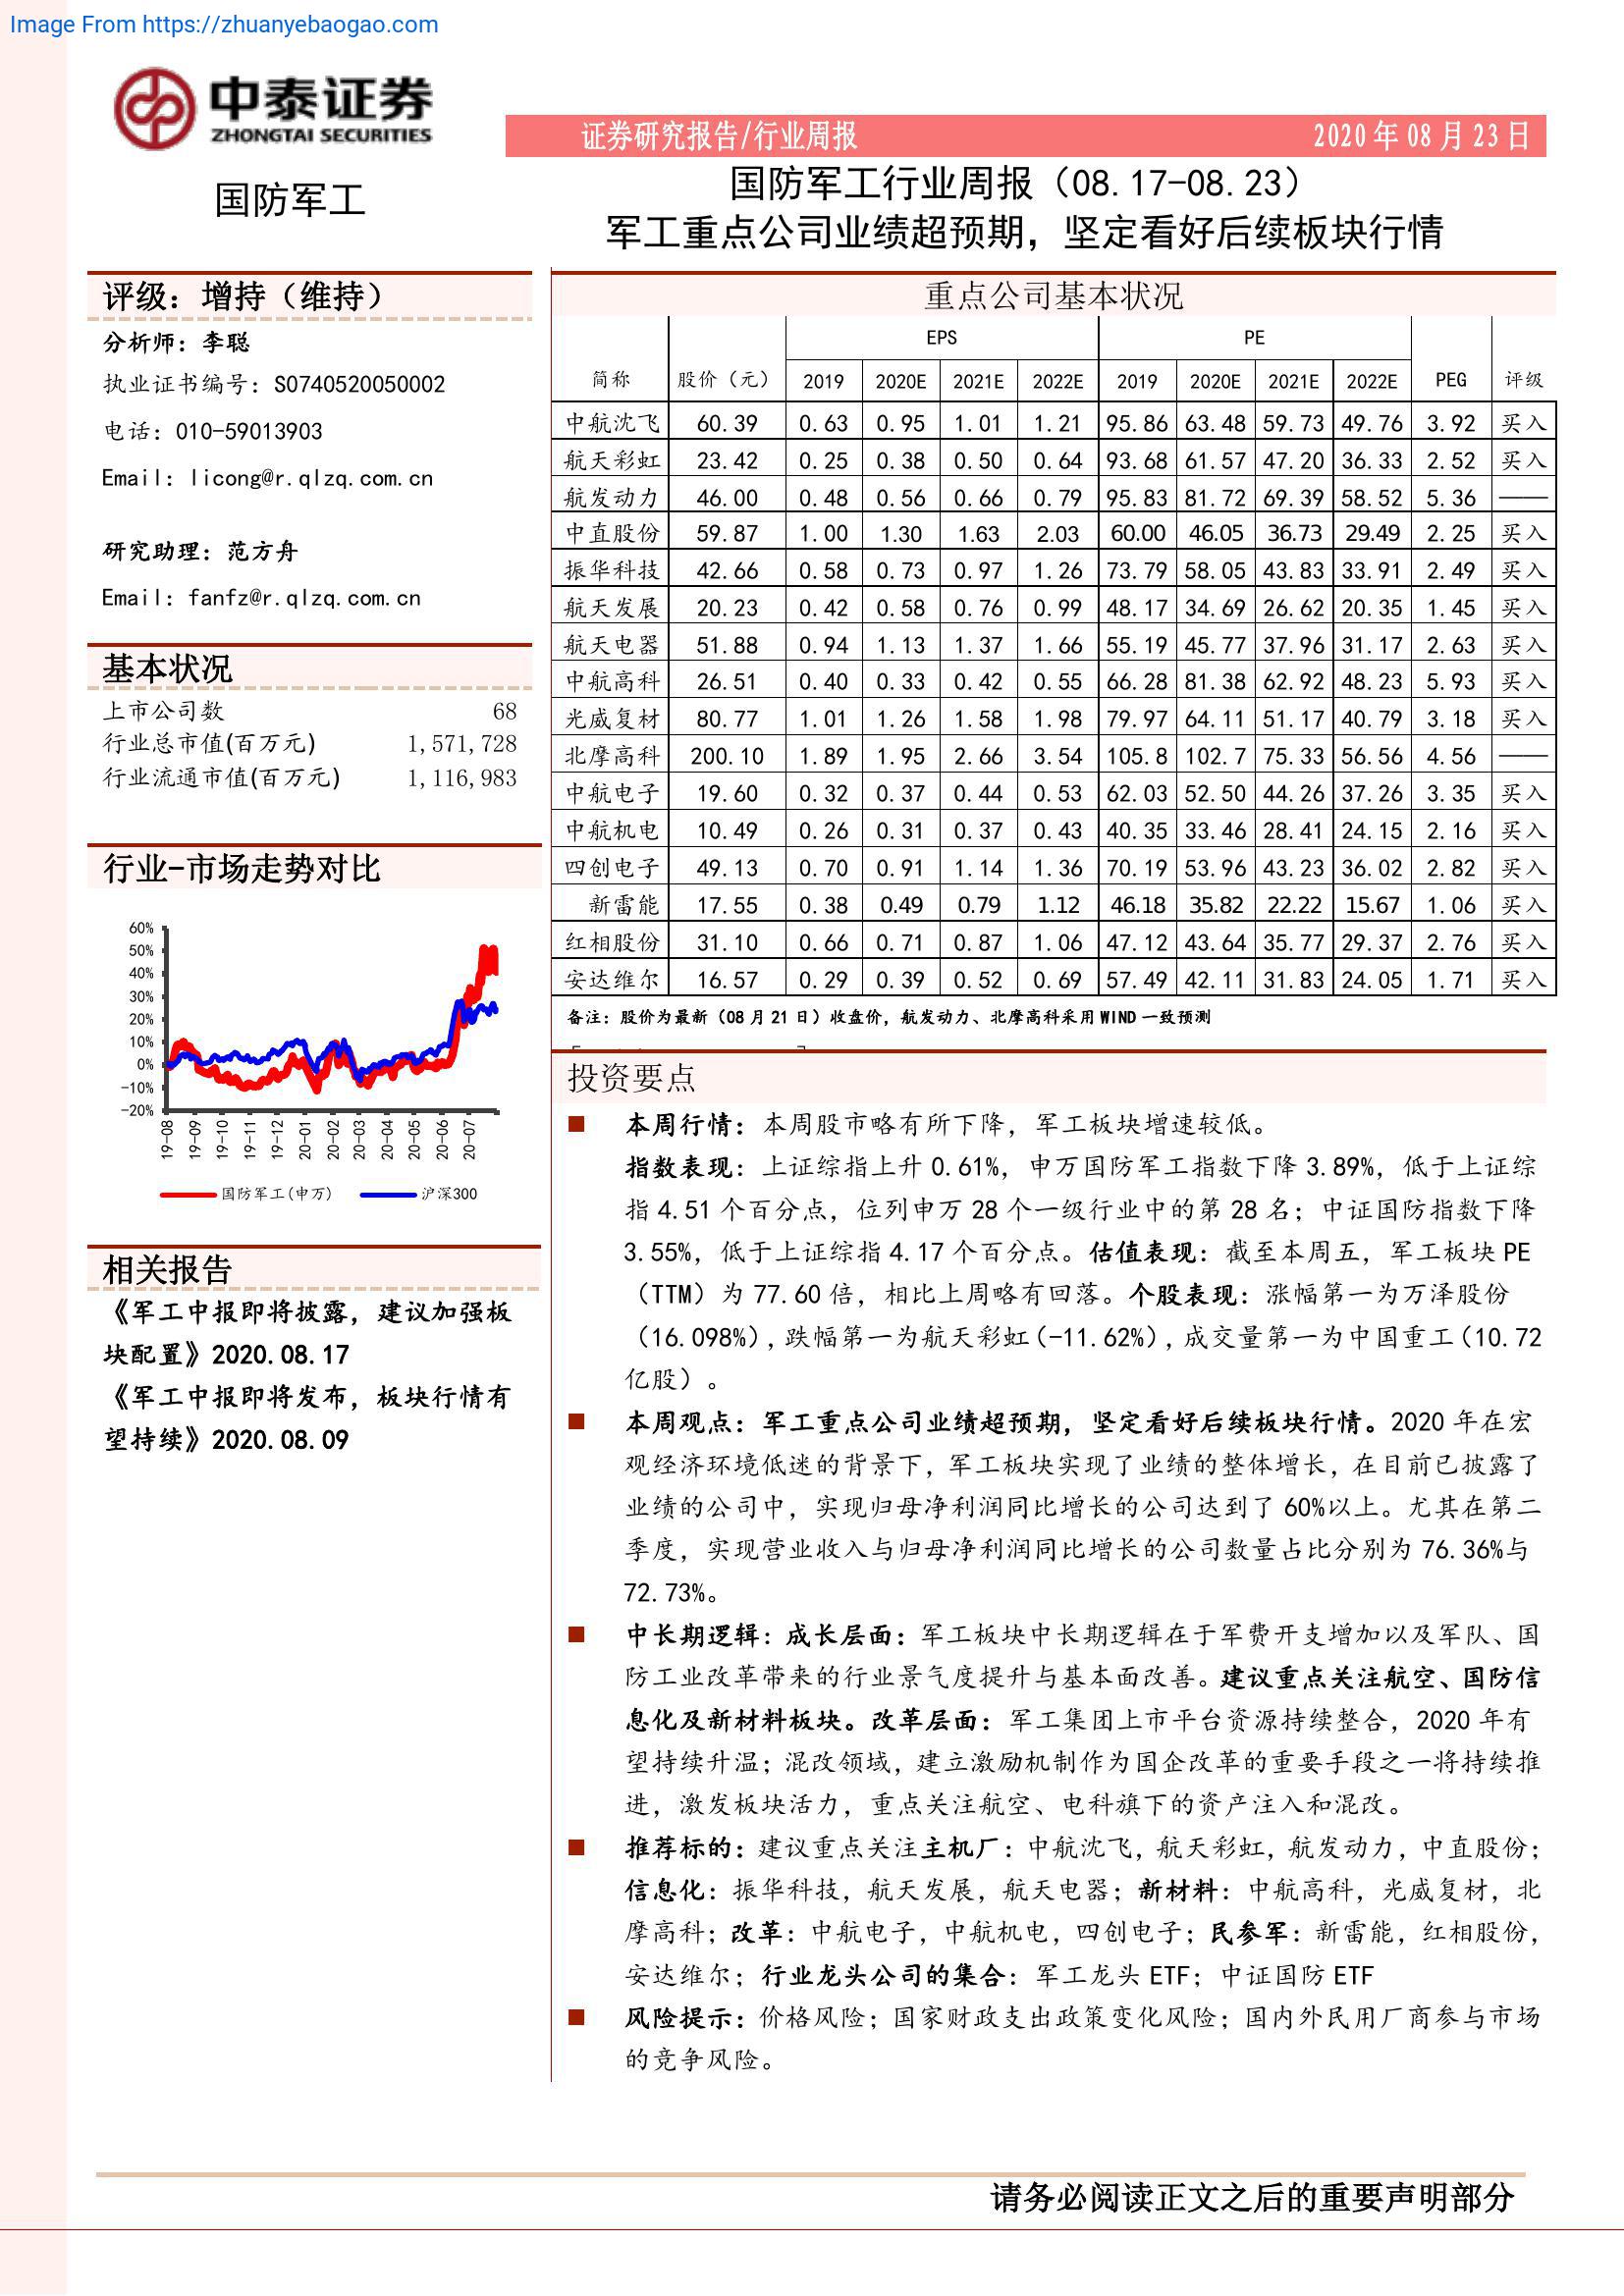 Image From https://zhuanyebaogao.com
中泰证券
ZHONGTAI SECURITIES
证券研究报告/行业周报 2020年08月23日
国防军工
国防军工行业周报（08.17-08.23）
军工重点公司业绩超预期，坚定看好后续板块行情
评级：增持（维持）
分析师：李聪
执业证书编号：S0740520050002
电话：010-59013903
Email：licong@r.qlzq.com.cn
研究助理：范方舟
Email：fanfz@r.qlzq.com.cn
基本状况
上市公司数 68
行业总市值(百万元) 1,571,728
行业流通市值(百万元) 1,116,983
行业-市场走势对比
60%
50%
40%
30%
20%
10%
0%
-10%
-20%
19-08 19-09 19-10 19-11 19-12 20-01 20-02 20-03 20-04 20-05 20-06 20-07
国防军工(申万) 沪深300
相关报告
《军工中报即将披露，建议加强板
块配置》2020.08.17
《军工中报即将发布，板块行情有
望持续》2020.08.09
重点公司基本状况
EPS PE
简称 股价（元） 2019 2020E 2021E 2022E 2019 2020E 2021E 2022E PEG 评级
中航沈飞 60.39 0.63 0.95 1.01 1.21 95.86 63.48 59.73 49.76 3.92 买入
航天彩虹 23.42 0.25 0.38 0.50 0.64 93.68 61.57 47.20 36.33 2.52 买入
航发动力 46.00 0.48 0.56 0.66 0.79 95.83 81.72 69.39 58.52 5.36 ——
中直股份 59.87 1.00 1.30 1.63 2.03 60.00 46.05 36.73 29.49 2.25 买入
振华科技 42.66 0.58 0.73 0.97 1.26 73.79 58.05 43.83 33.91 2.49 买入
航天发展 20.23 0.42 0.58 0.76 0.99 48.17 34.69 26.62 20.35 1.45 买入
航天电器 51.88 0.94 1.13 1.37 1.66 55.19 45.77 37.96 31.17 2.63 买入
中航高科 26.51 0.40 0.33 0.42 0.55 66.28 81.38 62.92 48.23 5.93 买入
光威复材 80.77 1.01 1.26 1.58 1.98 79.97 64.11 51.17 40.79 3.18 买入
北摩高科 200.10 1.89 1.95 2.66 3.54 105.8 102.7 75.33 56.56 4.56 ——
中航电子 19.60 0.32 0.37 0.44 0.53 62.03 52.50 44.26 37.26 3.35 买入
中航机电 10.49 0.26 0.31 0.37 0.43 40.35 33.46 28.41 24.15 2.16 买入
四创电子 49.13 0.70 0.91 1.14 1.36 70.19 53.96 43.23 36.02 2.82 买入
新雷能 17.55 0.38 0.49 0.79 1.12 46.18 35.82 22.22 15.67 1.06 买入
红相股份 31.10 0.66 0.71 0.87 1.06 47.12 43.64 35.77 29.37 2.76 买入
安达维尔 16.57 0.29 0.39 0.52 0.69 57.49 42.11 31.83 24.05 1.71 买入
备注：股价为最新（08月21日）收盘价，航发动力、北摩高科采用WIND一致预测
投资要点
■ 本周行情：本周股市略有所下降，军工板块增速较低。
指数表现：上证综指上升0.61%，申万国防军工指数下降3.89%，低于上证综
指4.51个百分点，位列申万28个一级行业中的第28名；中证国防指数下降
3.55%，低于上证综指4.17个百分点。估值表现：截至本周五，军工板块PE
（TTM）为77.60倍，相比上周略有回落。个股表现：涨幅第一为万泽股份
（16.098%），跌幅第一为航天彩虹（-11.62%），成交量第一为中国重工（10.72
亿股）。
■ 本周观点：军工重点公司业绩超预期，坚定看好后续板块行情。2020年在宏
观经济环境低迷的背景下，军工板块实现了业绩的整体增长，在目前已披露了
业绩的公司中，实现归母净利润同比增长的公司达到了60%以上。尤其在第二
季度，实现营业收入与归母净利润同比增长的公司数量占比分别为76.36%与
72.73%。
■ 中长期逻辑：成长层面：军工板块中长期逻辑在于军费开支增加以及军队、国
防工业改革带来的行业景气度提升与基本面改善。建议重点关注航空、国防信
息化及新材料板块。改革层面：军工集团上市平台资源持续整合，2020年有
望持续升温；混改领域，建立激励机制作为国企改革的重要手段之一将持续推
进，激发板块活力，重点关注航空、电科旗下的资产注入和混改。
■ 推荐标的：建议重点关注主机厂：中航沈飞，航天彩虹，航发动力，中直股份；
信息化：振华科技，航天发展，航天电器；新材料：中航高科，光威复材，北
摩高科；改革：中航电子，中航机电，四创电子；民参军：新雷能，红相股份，
安达维尔；行业龙头公司的集合：军工龙头ETF；中证国防ETF
■ 风险提示：价格风险；国家财政支出政策变化风险；国内外民用厂商参与市场
的竞争风险。
请务必阅读正文之后的重要声明部分